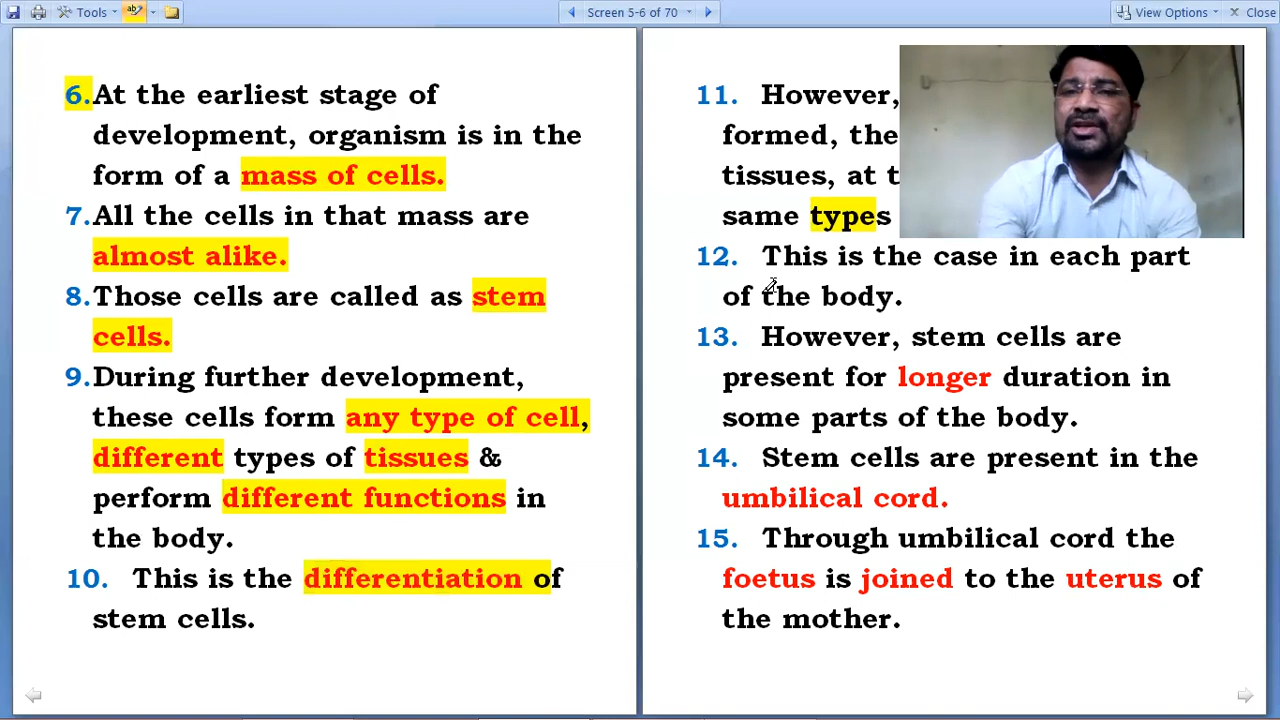 Tools
Screen 5-6 of 70
View Options
Close
6.At the earliest stage of
development, organism is in the
form of a mass of cells.
7.All the cells in that mass are
almost alike.
8.Those cells are called as stem
cells.
9.During further development,
these cells form any type of cell,
different types of tissues &
perform different functions in
the body.
10. This is the differentiation of
stem cells.
11. However,
formed, the
tissues, at
same types
12. This is the case in each part
of the body.
13. However, stem cells are
present for longer duration in
some parts of the body.
14. Stem cells are present in the
umbilical cord.
15. Through umbilical cord the
foetus is joined to the uterus of
the mother.